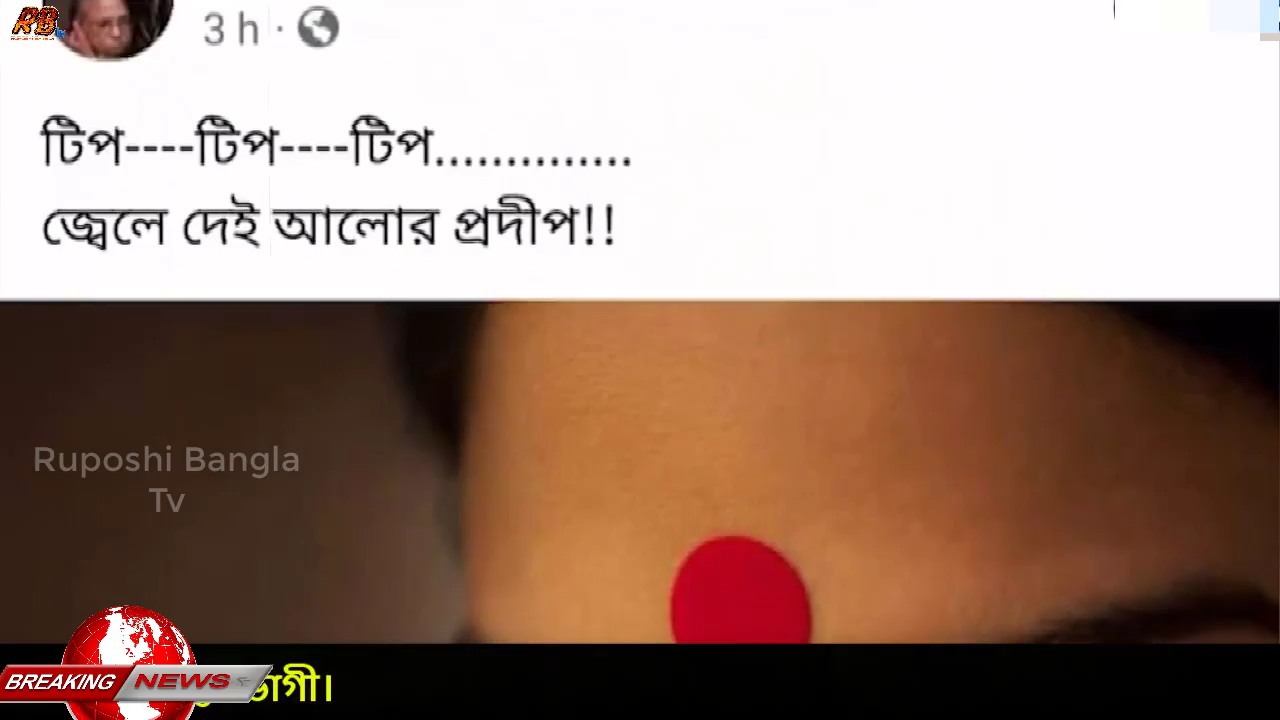 RB
3 h ·
টিপ----টিপ----টিপ..............
জ্বেলে দেই আলোর প্রদীপ!!
Ruposhi Bangla
Tv
BREAKING NEWS